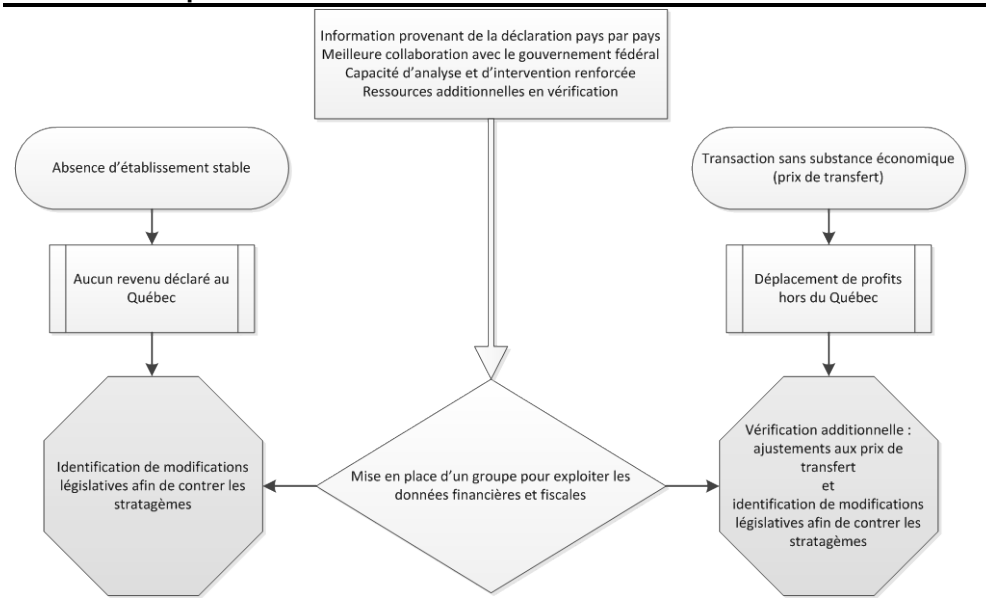 Information provenant de la déclaration pays par pays
Meilleure collaboration avec le gouvernement fédéral
Capacité d'analyse et d'intervention renforcée
Ressources additionnelles en vérification
Absence d'établissement stable
Transaction sans substance économique
(prix de transfert)
Aucun revenu déclaré au
Québec
Déplacement de profits
hors du Québec
Identification de modifications
législatives afin de contrer les
stratagèmes
Mise en place d'un groupe pour exploiter les
données financières et fiscales
Vérification additionnelle :
ajustements aux prix de
transfert
et
identification de modifications
législatives afin de contrer les
stratagèmes